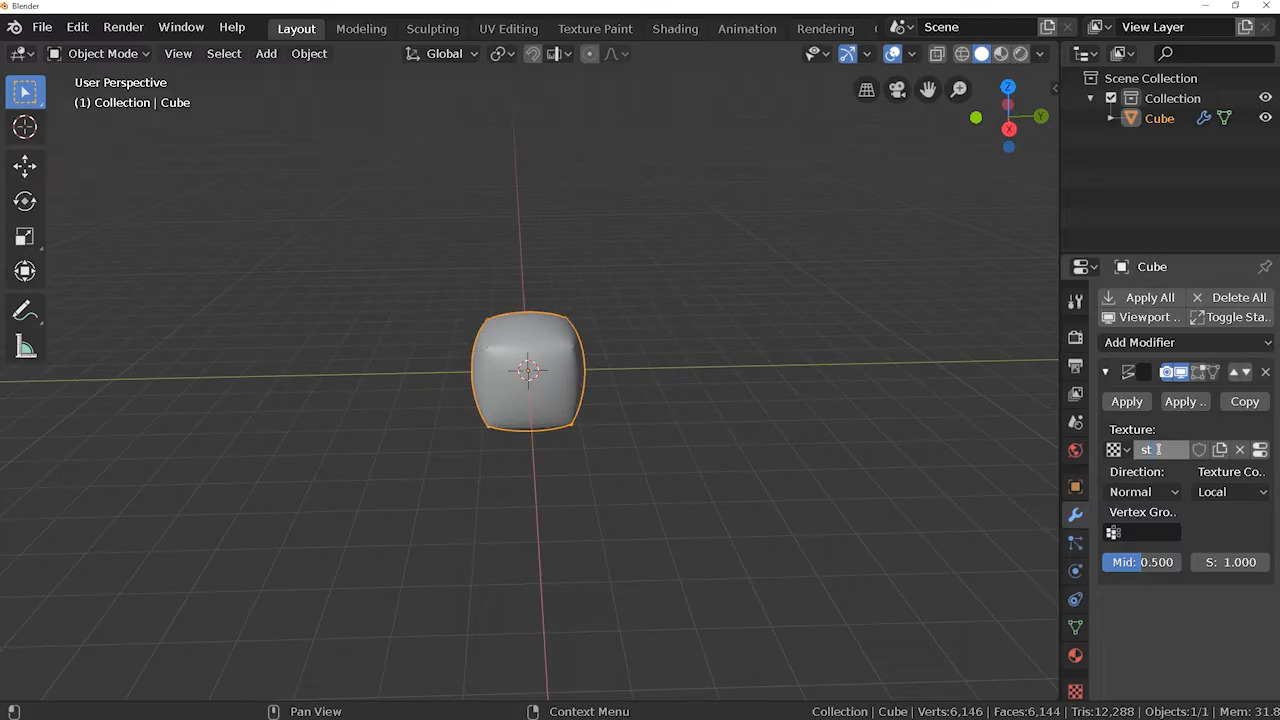 Blender
File Edit Render Window Help
Layout Modeling Sculpting UV Editing Texture Paint Shading Animation Rendering
Scene
View Layer
Object Mode View Select Add Object
Global
User Perspective
(1) Collection | Cube
Z
Y
X
Scene Collection
Collection
Cube
Cube
Apply All Delete All
Viewport .. Toggle Sta..
Add Modifier
Apply Apply .. Copy
Texture:
st
Direction: Texture Co..
Normal Local
Vertex Gro..
Mid: 0.500 S: 1.000
Pan View Context Menu Collection | Cube | Verts:6,146 | Faces:6,144 | Tris:12,288 | Objects:1/1 | Mem: 31.8